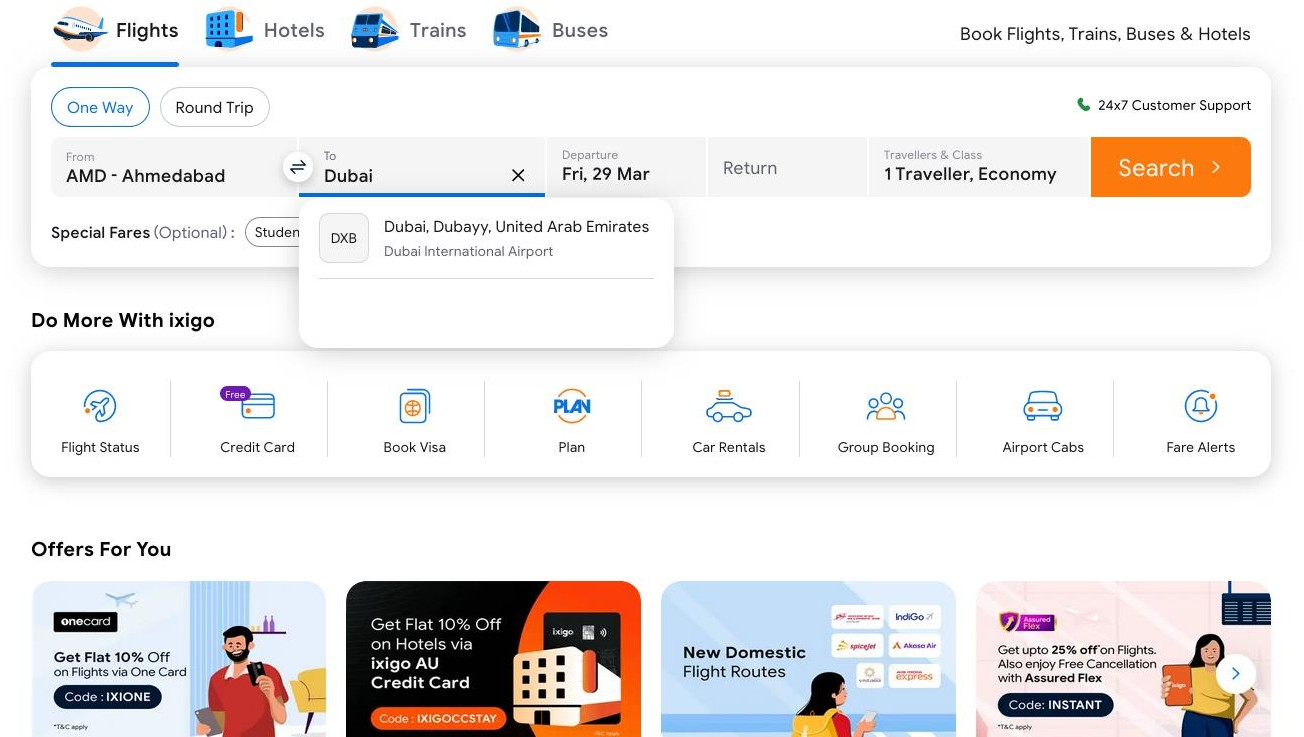 Flights
Hotels
Trains
Buses
Book Flights, Trains, Buses & Hotels
One Way
Round Trip
24x7 Customer Support
From
AMD - Ahmedabad
To
Dubai
Departure
Fri, 29 Mar
Return
Travellers & Class
1 Traveller, Economy
Search
Special Fares (Optional) :
Studen
DXB
Dubai, Dubayy, United Arab Emirates
Dubai International Airport
Do More With ixigo
Flight Status
Free
Credit Card
Book Visa
PLAN
Plan
Car Rentals
Group Booking
Airport Cabs
Fare Alerts
Offers For You
onecard
Get Flat 10% Off
on Flights via One Card
Code : IXIONE
*T&C apply
Get Flat 10% Off
on Hotels via
ixigo AU
Credit Card
Code : IXIGOCCSTAY
ixigo
T&C Apply
New Domestic
Flight Routes
IndiGo
spicejet
Akasa Air
express
Assured
Flex
Get upto 25% off on Flights.
Also enjoy Free Cancellation
with Assured Flex
Code: INSTANT
*T&C apply
ixigo